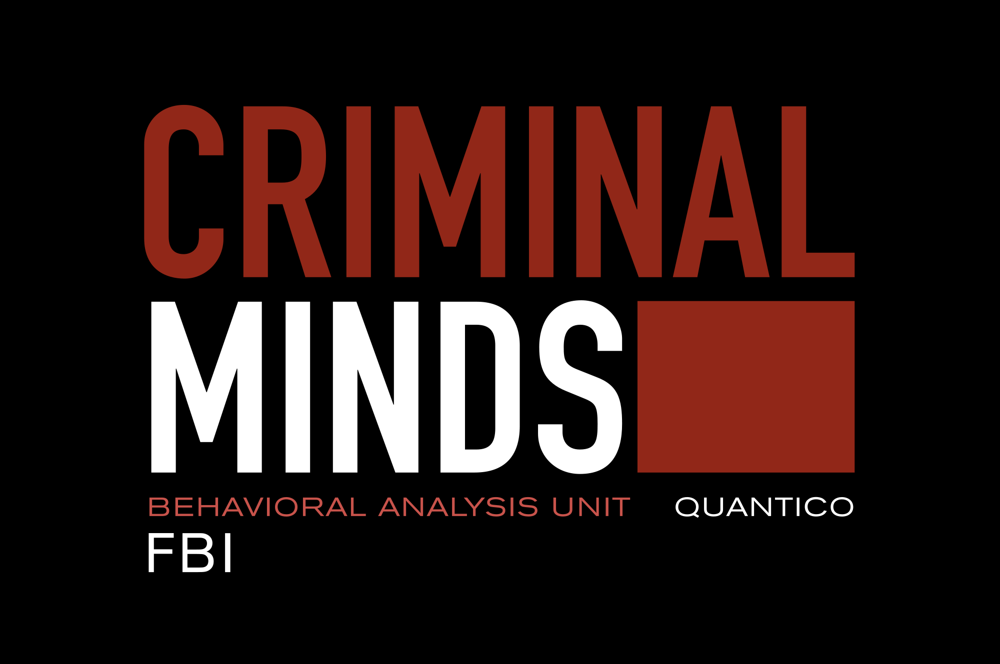 CRIMINAL
MINDS
BEHAVIORAL ANALYSIS UNIT QUANTICO
FBI